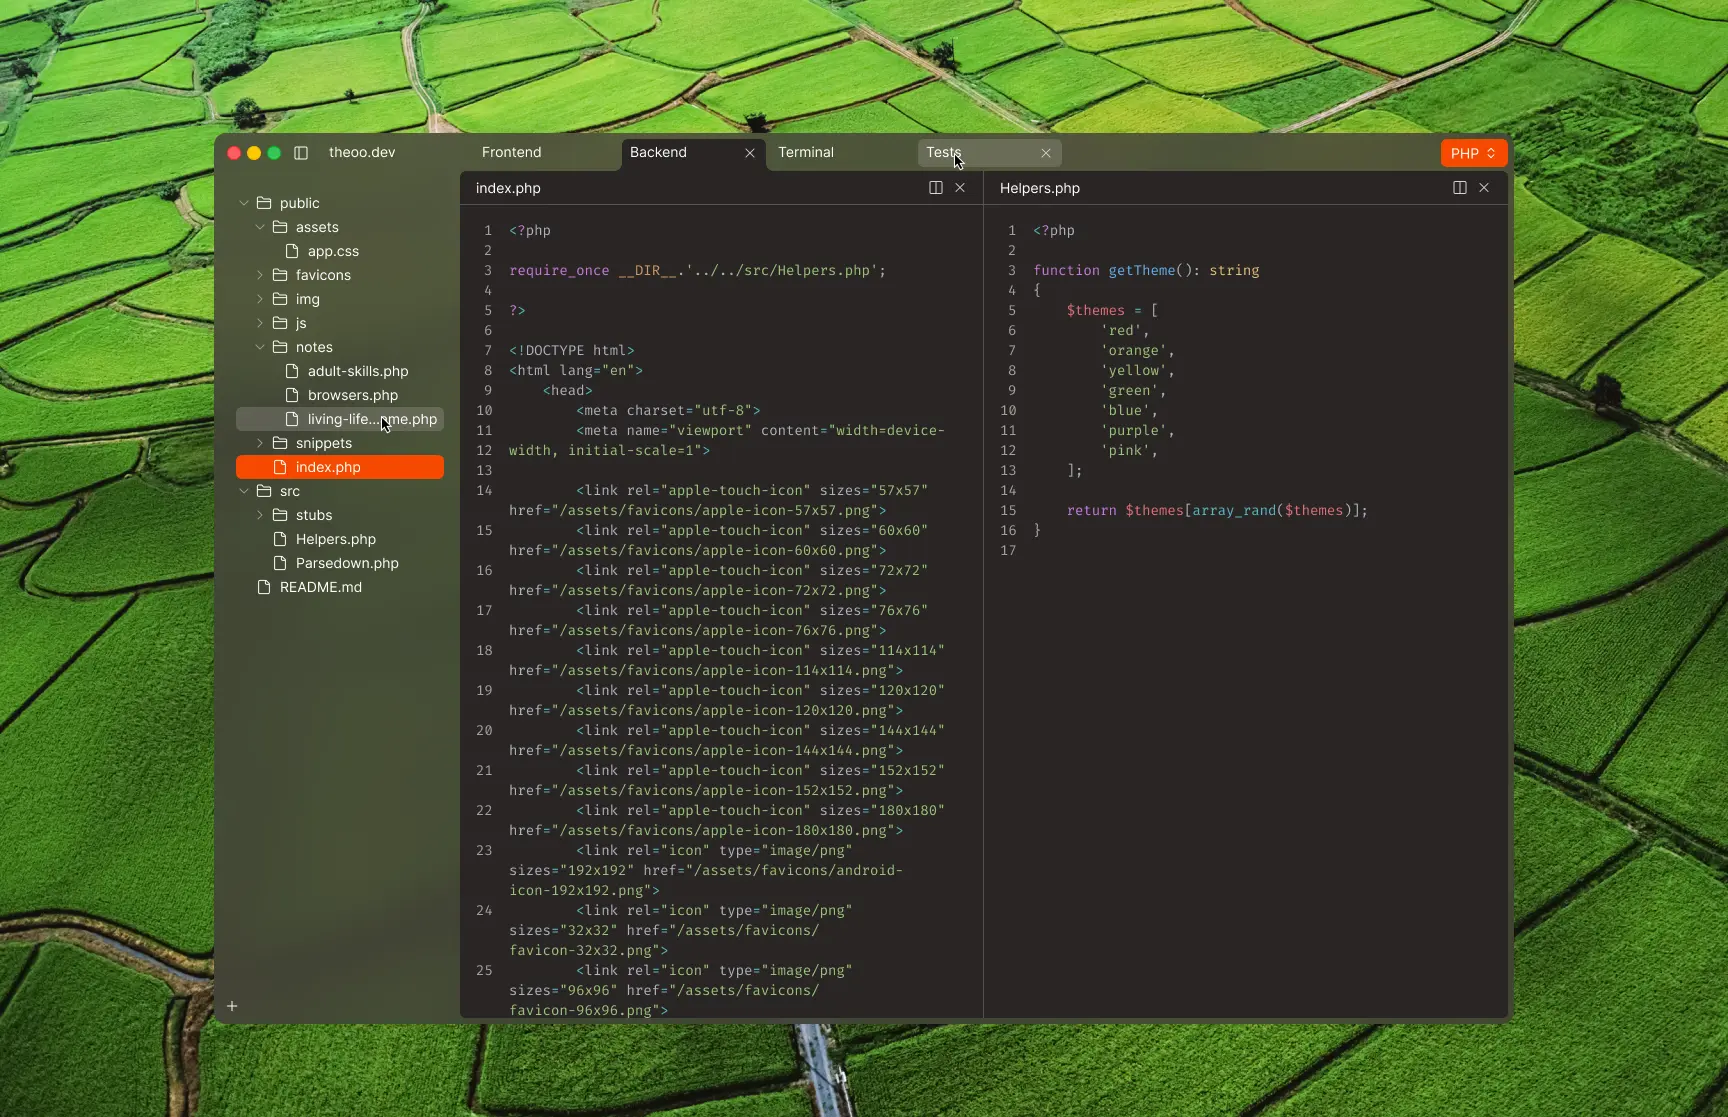 theoo.dev
Frontend
Backend
Terminal
Tests
PHP
public
assets
app.css
favicons
img
js
notes
adult-skills.php
browsers.php
living-life...me.php
snippets
index.php
src
stubs
Helpers.php
Parsedown.php
README.md
index.php
1 <?php
2
3 require_once __DIR__.'../../src/Helpers.php';
4
5 ?>
6
7 <!DOCTYPE html>
8 <html lang="en">
9 <head>
10 <meta charset="utf-8">
11 <meta name="viewport" content="width=device-
12 width, initial-scale=1">
13
14 <link rel="apple-touch-icon" sizes="57x57"
href="/assets/favicons/apple-icon-57x57.png">
15 <link rel="apple-touch-icon" sizes="60x60"
href="/assets/favicons/apple-icon-60x60.png">
16 <link rel="apple-touch-icon" sizes="72x72"
href="/assets/favicons/apple-icon-72x72.png">
17 <link rel="apple-touch-icon" sizes="76x76"
href="/assets/favicons/apple-icon-76x76.png">
18 <link rel="apple-touch-icon" sizes="114x114"
href="/assets/favicons/apple-icon-114x114.png">
19 <link rel="apple-touch-icon" sizes="120x120"
href="/assets/favicons/apple-icon-120x120.png">
20 <link rel="apple-touch-icon" sizes="144x144"
href="/assets/favicons/apple-icon-144x144.png">
21 <link rel="apple-touch-icon" sizes="152x152"
href="/assets/favicons/apple-icon-152x152.png">
22 <link rel="apple-touch-icon" sizes="180x180"
href="/assets/favicons/apple-icon-180x180.png">
23 <link rel="icon" type="image/png"
sizes="192x192" href="/assets/favicons/android-
icon-192x192.png">
24 <link rel="icon" type="image/png"
sizes="32x32" href="/assets/favicons/
favicon-32x32.png">
25 <link rel="icon" type="image/png"
sizes="96x96" href="/assets/favicons/
favicon-96x96.png">
Helpers.php
1 <?php
2
3 function getTheme(): string
4 {
5 $themes = [
6 'red',
7 'orange',
8 'yellow',
9 'green',
10 'blue',
11 'purple',
12 'pink',
13 ];
14
15 return $themes[array_rand($themes)];
16 }
17